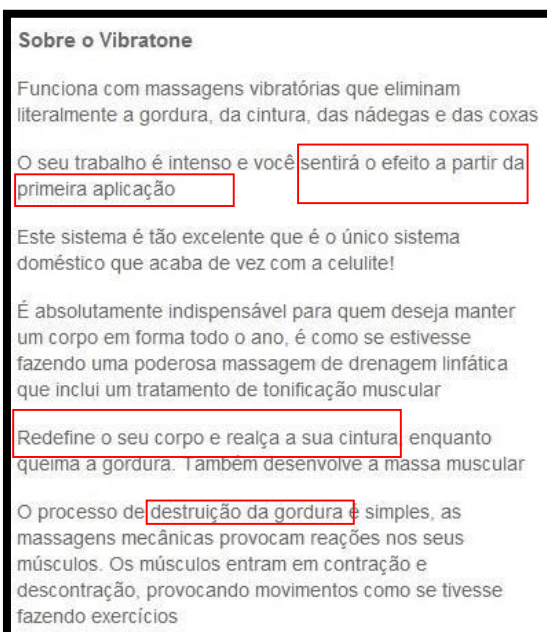 Sobre o Vibratone
Funciona com massagens vibratórias que eliminam
literalmente a gordura, da cintura, das nádegas e das coxas
O seu trabalho é intenso e você sentirá o efeito a partir da
primeira aplicação
Este sistema é tão excelente que é o único sistema
doméstico que acaba de vez com a celulite!
É absolutamente indispensável para quem deseja manter
um corpo em forma todo o ano, é como se estivesse
fazendo uma poderosa massagem de drenagem linfática
que inclui um tratamento de tonificação muscular
Redefine o seu corpo e realça a sua cintura, enquanto
queima a gordura. Também desenvolve a massa muscular
O processo de destruição da gordura é simples, as
massagens mecânicas provocam reações nos seus
músculos. Os músculos entram em contração e
descontração, provocando movimentos como se tivesse
fazendo exercícios